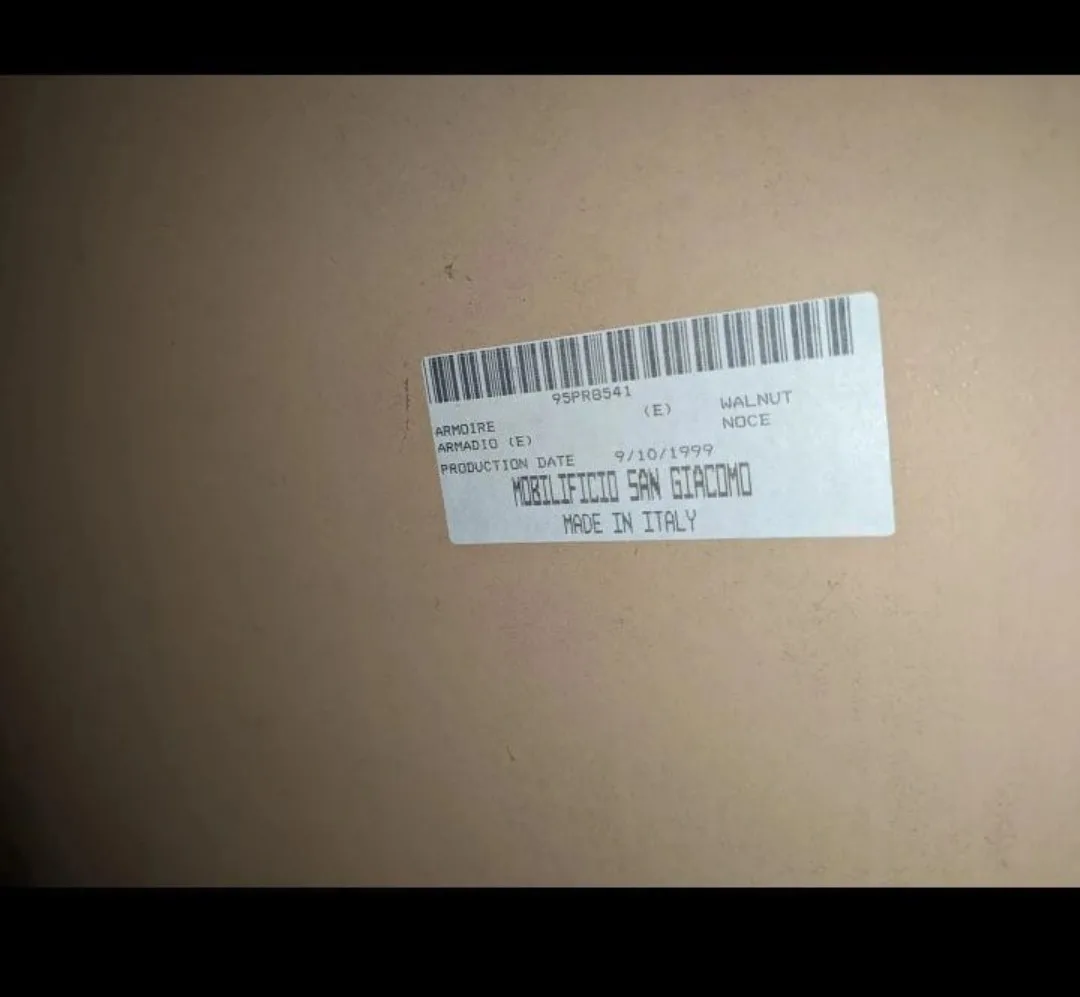 95PR8541
(E) WALNUT
NOCE
ARMOIRE
ARMADIO (E)
PRODUCTION DATE 9/10/1999
MOBILIFICIO SAN GIACOMO
MADE IN ITALY